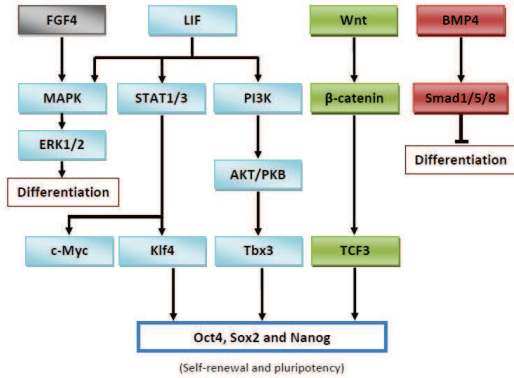 FGF4
LIF
Wnt
BMP4
MAPK
STAT1/3
PI3K
β-catenin
Smad1/5/8
ERK1/2
Differentiation
AKT/PKB
Differentiation
c-Myc
Klf4
Tbx3
TCF3
Oct4, Sox2 and Nanog
(Self-renewal and pluripotency)